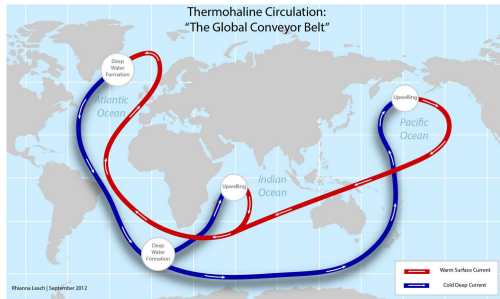 Thermohaline Circulation:
"The Global Conveyor Belt"
Deep
Water
Formation
Atlantic
Ocean
Upwelling
Pacific
Ocean
Indian
Ocean
Upwelling
Deep
Water
Formation
Warm Surface Current
Cold Deep Current
Rhianna Leach | September 2012